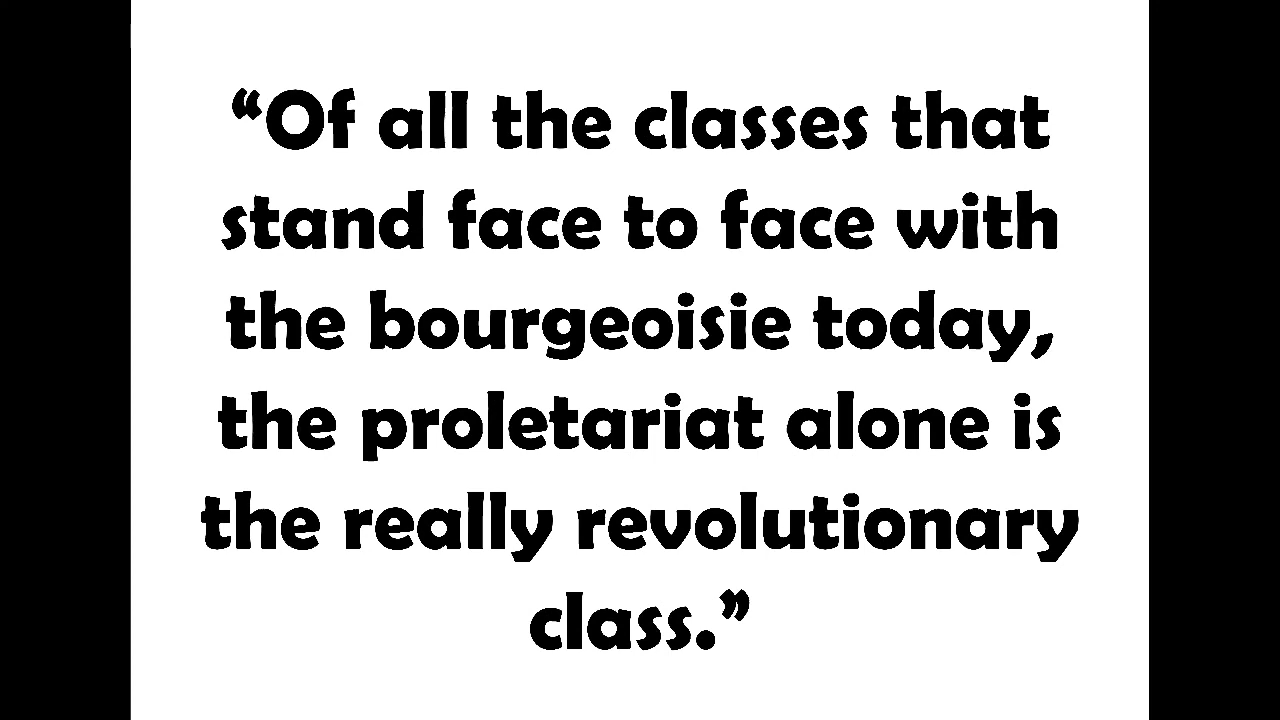 “Of all the classes that
stand face to face with
the bourgeoisie today,
the proletariat alone is
the really revolutionary
class.”